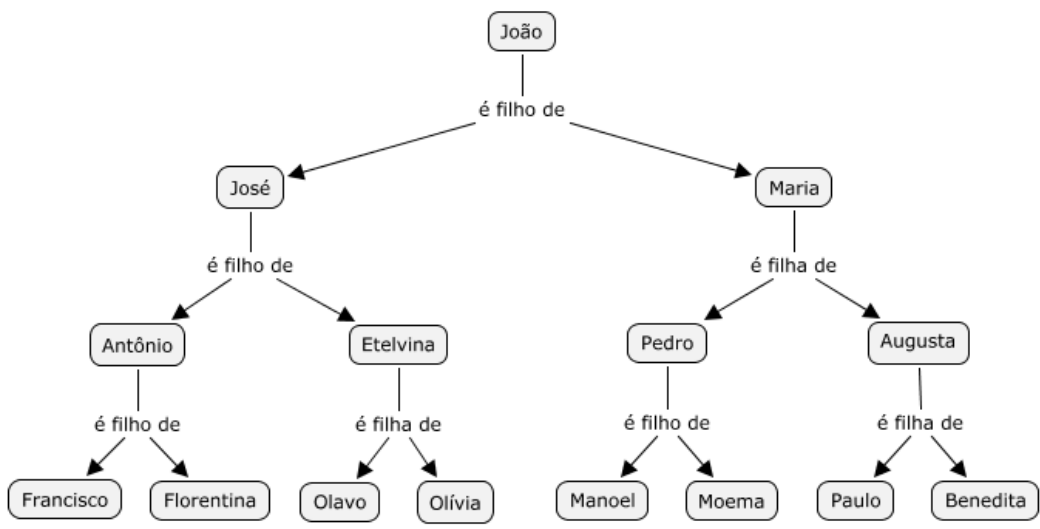 João
é filho de
José
Maria
é filho de
é filha de
Antônio
Etelvina
Pedro
Augusta
é filho de
é filha de
é filho de
é filha de
Francisco
Florentina
Olavo
Olívia
Manoel
Moema
Paulo
Benedita